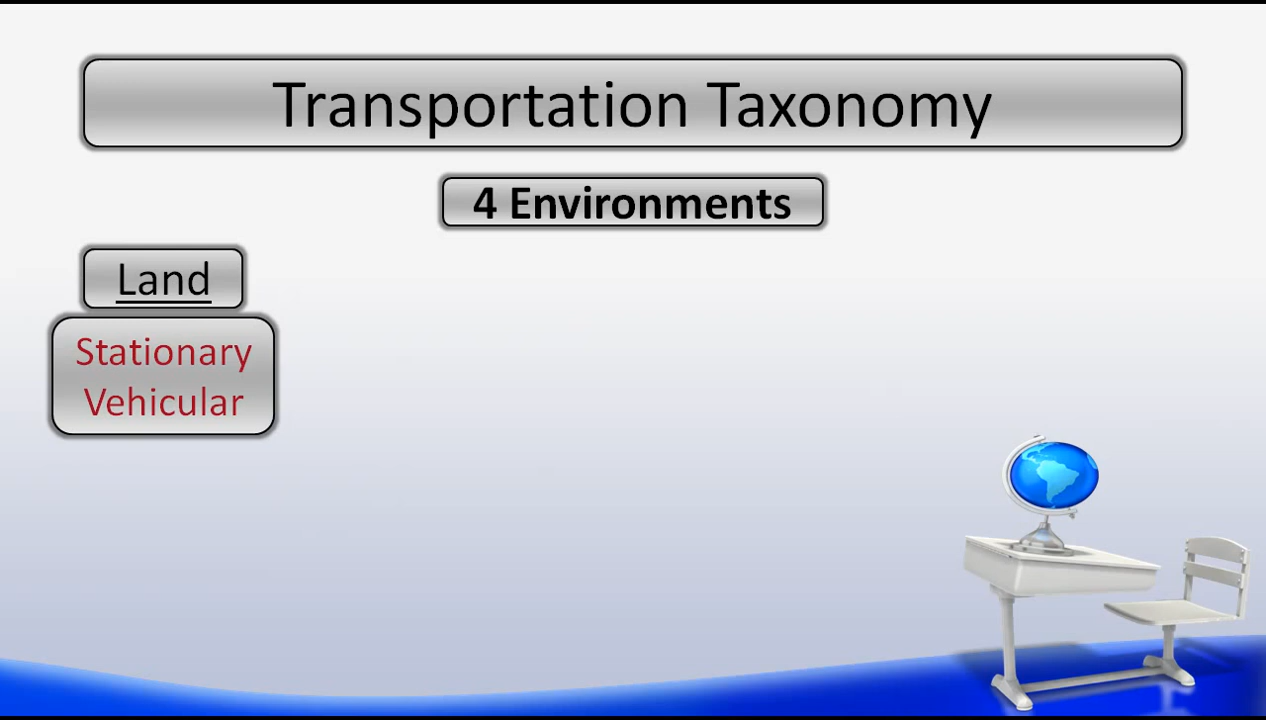 Transportation Taxonomy
4 Environments
Land
Stationary
Vehicular